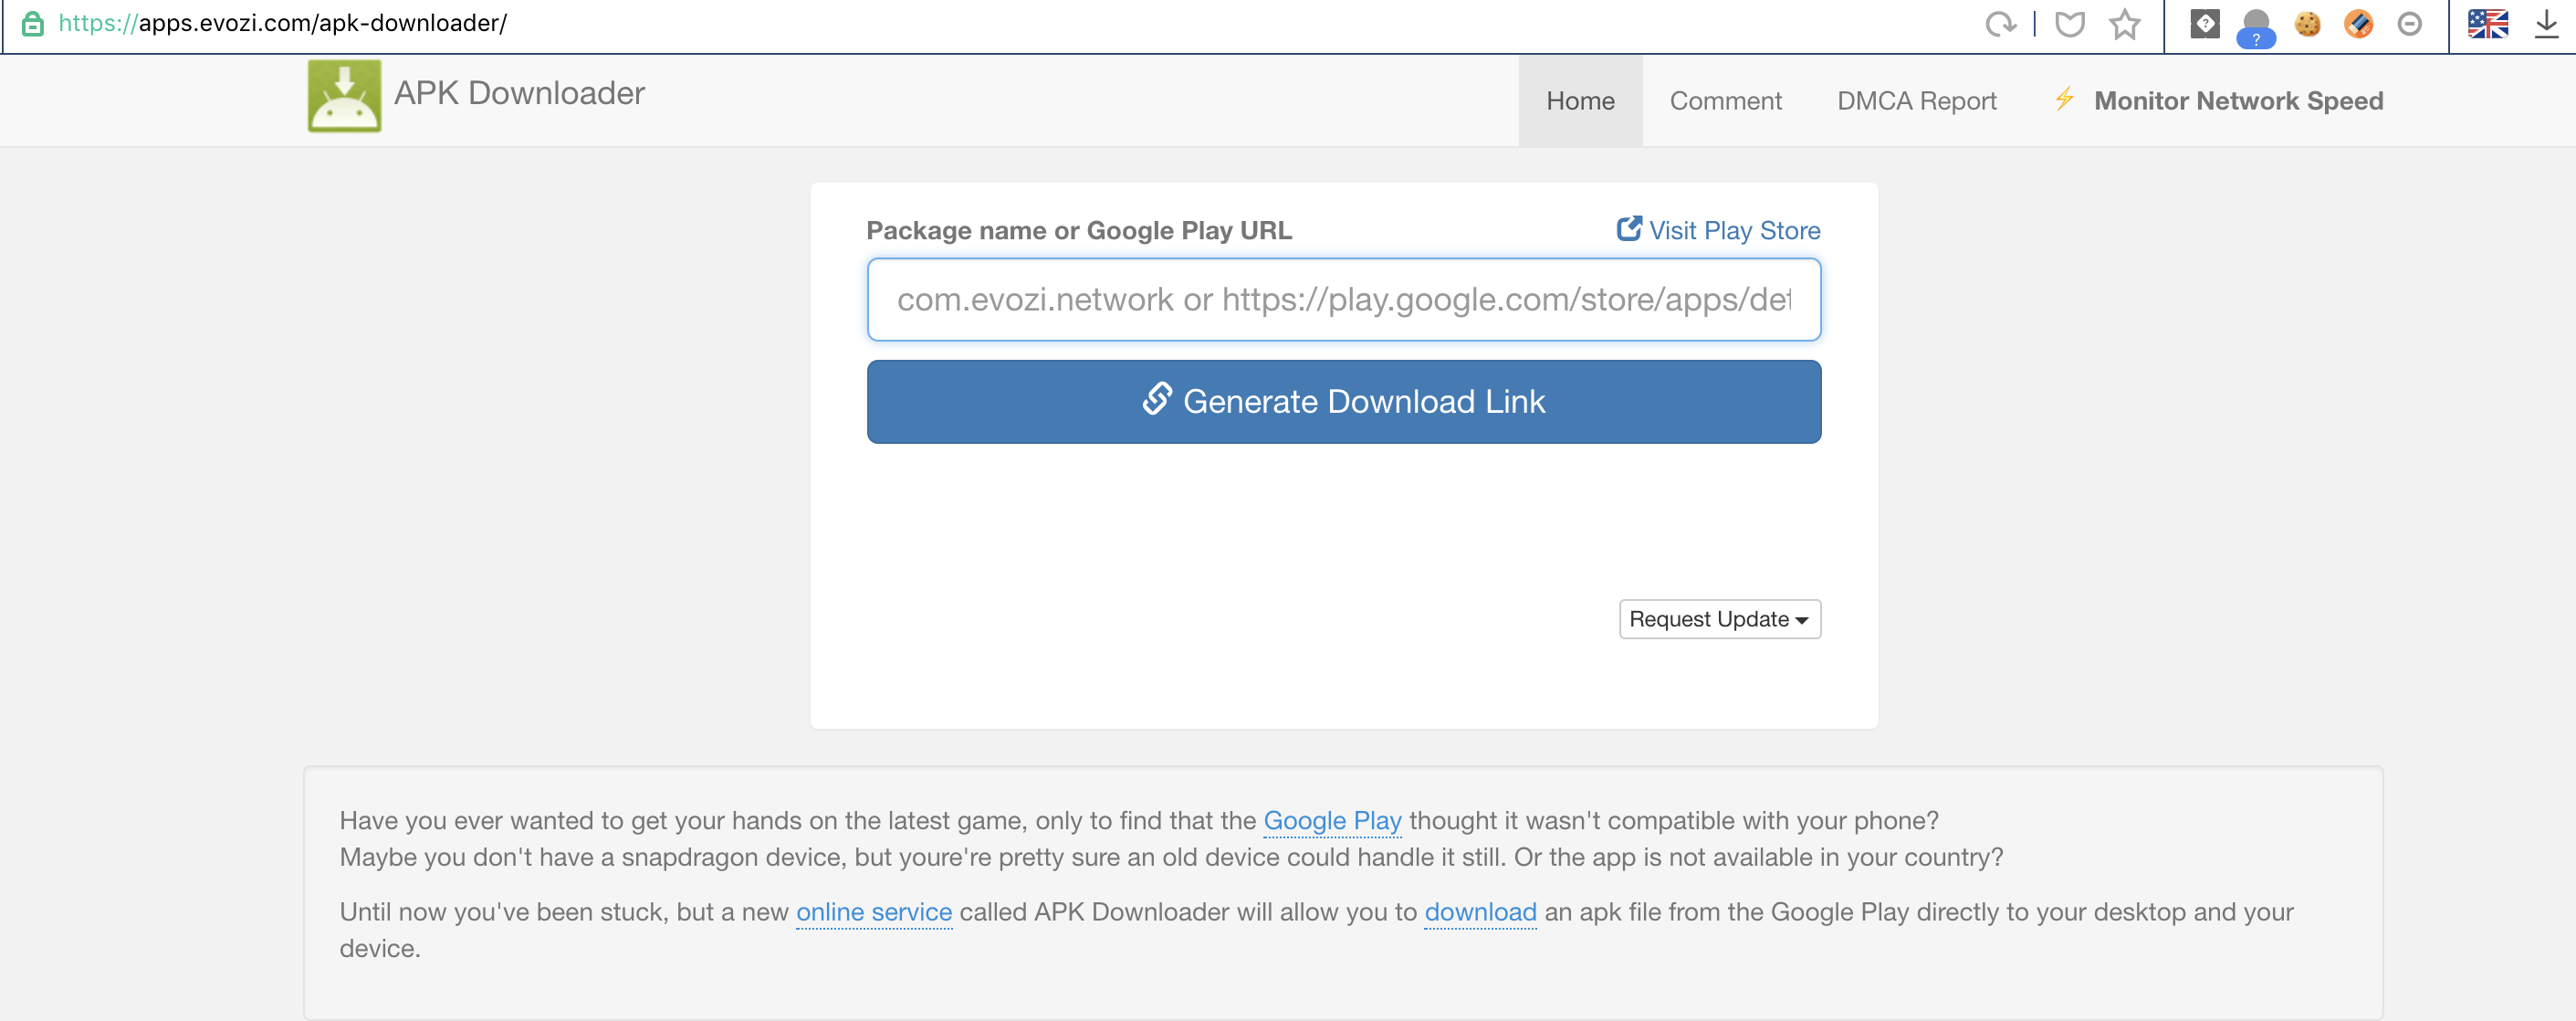 https://apps.evozi.com/apk-downloader/
?
?
APK Downloader
Home
Comment
DMCA Report
Monitor Network Speed
Package name or Google Play URL
Visit Play Store
com.evozi.network or https://play.google.com/store/apps/det
Generate Download Link
Request Update
Have you ever wanted to get your hands on the latest game, only to find that the Google Play thought it wasn't compatible with your phone?
Maybe you don't have a snapdragon device, but youre're pretty sure an old device could handle it still. Or the app is not available in your country?
Until now you've been stuck, but a new online service called APK Downloader will allow you to download an apk file from the Google Play directly to your desktop and your
device.